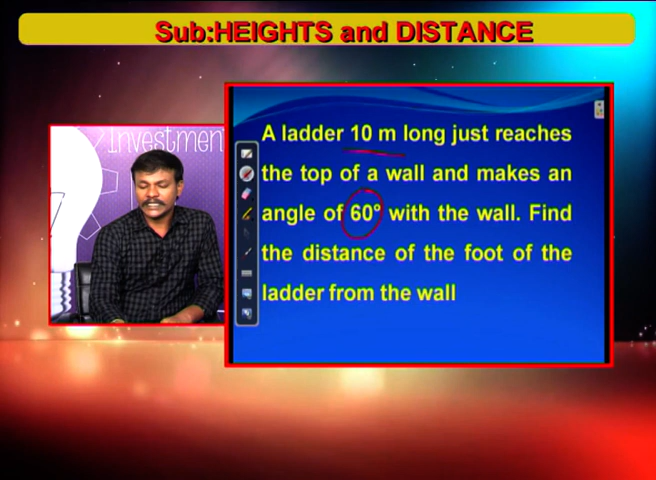 Sub:HEIGHTS and DISTANCE
Investment
A ladder 10 m long just reaches
the top of a wall and makes an
angle of 60° with the wall. Find
the distance of the foot of the
ladder from the wall